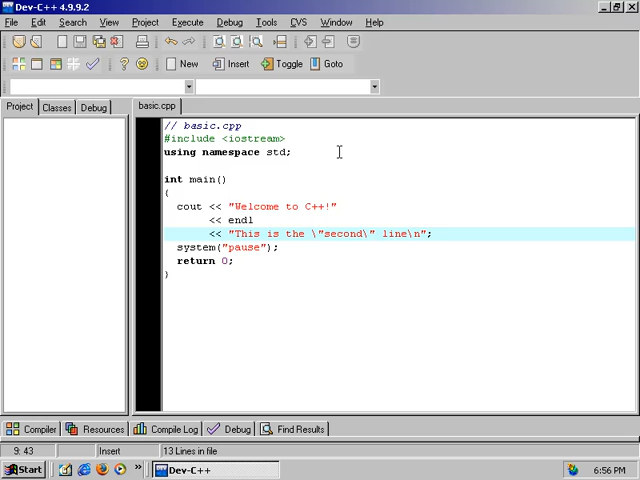 Dev-C++ 4.9.9.2
File Edit Search View Project Execute Debug Tools CVS Window Help
New Insert Toggle Goto
Project Classes Debug basic.cpp
// basic.cpp
#include <iostream>
using namespace std;
int main()
{
cout << "Welcome to C++!"
<< endl
<< "This is the \"second\" line\n";
system("pause");
return 0;
}
Compiler Resources Compile Log Debug Find Results
9: 43 Insert 13 Lines in file
Start » Dev-C++ 6:56 PM